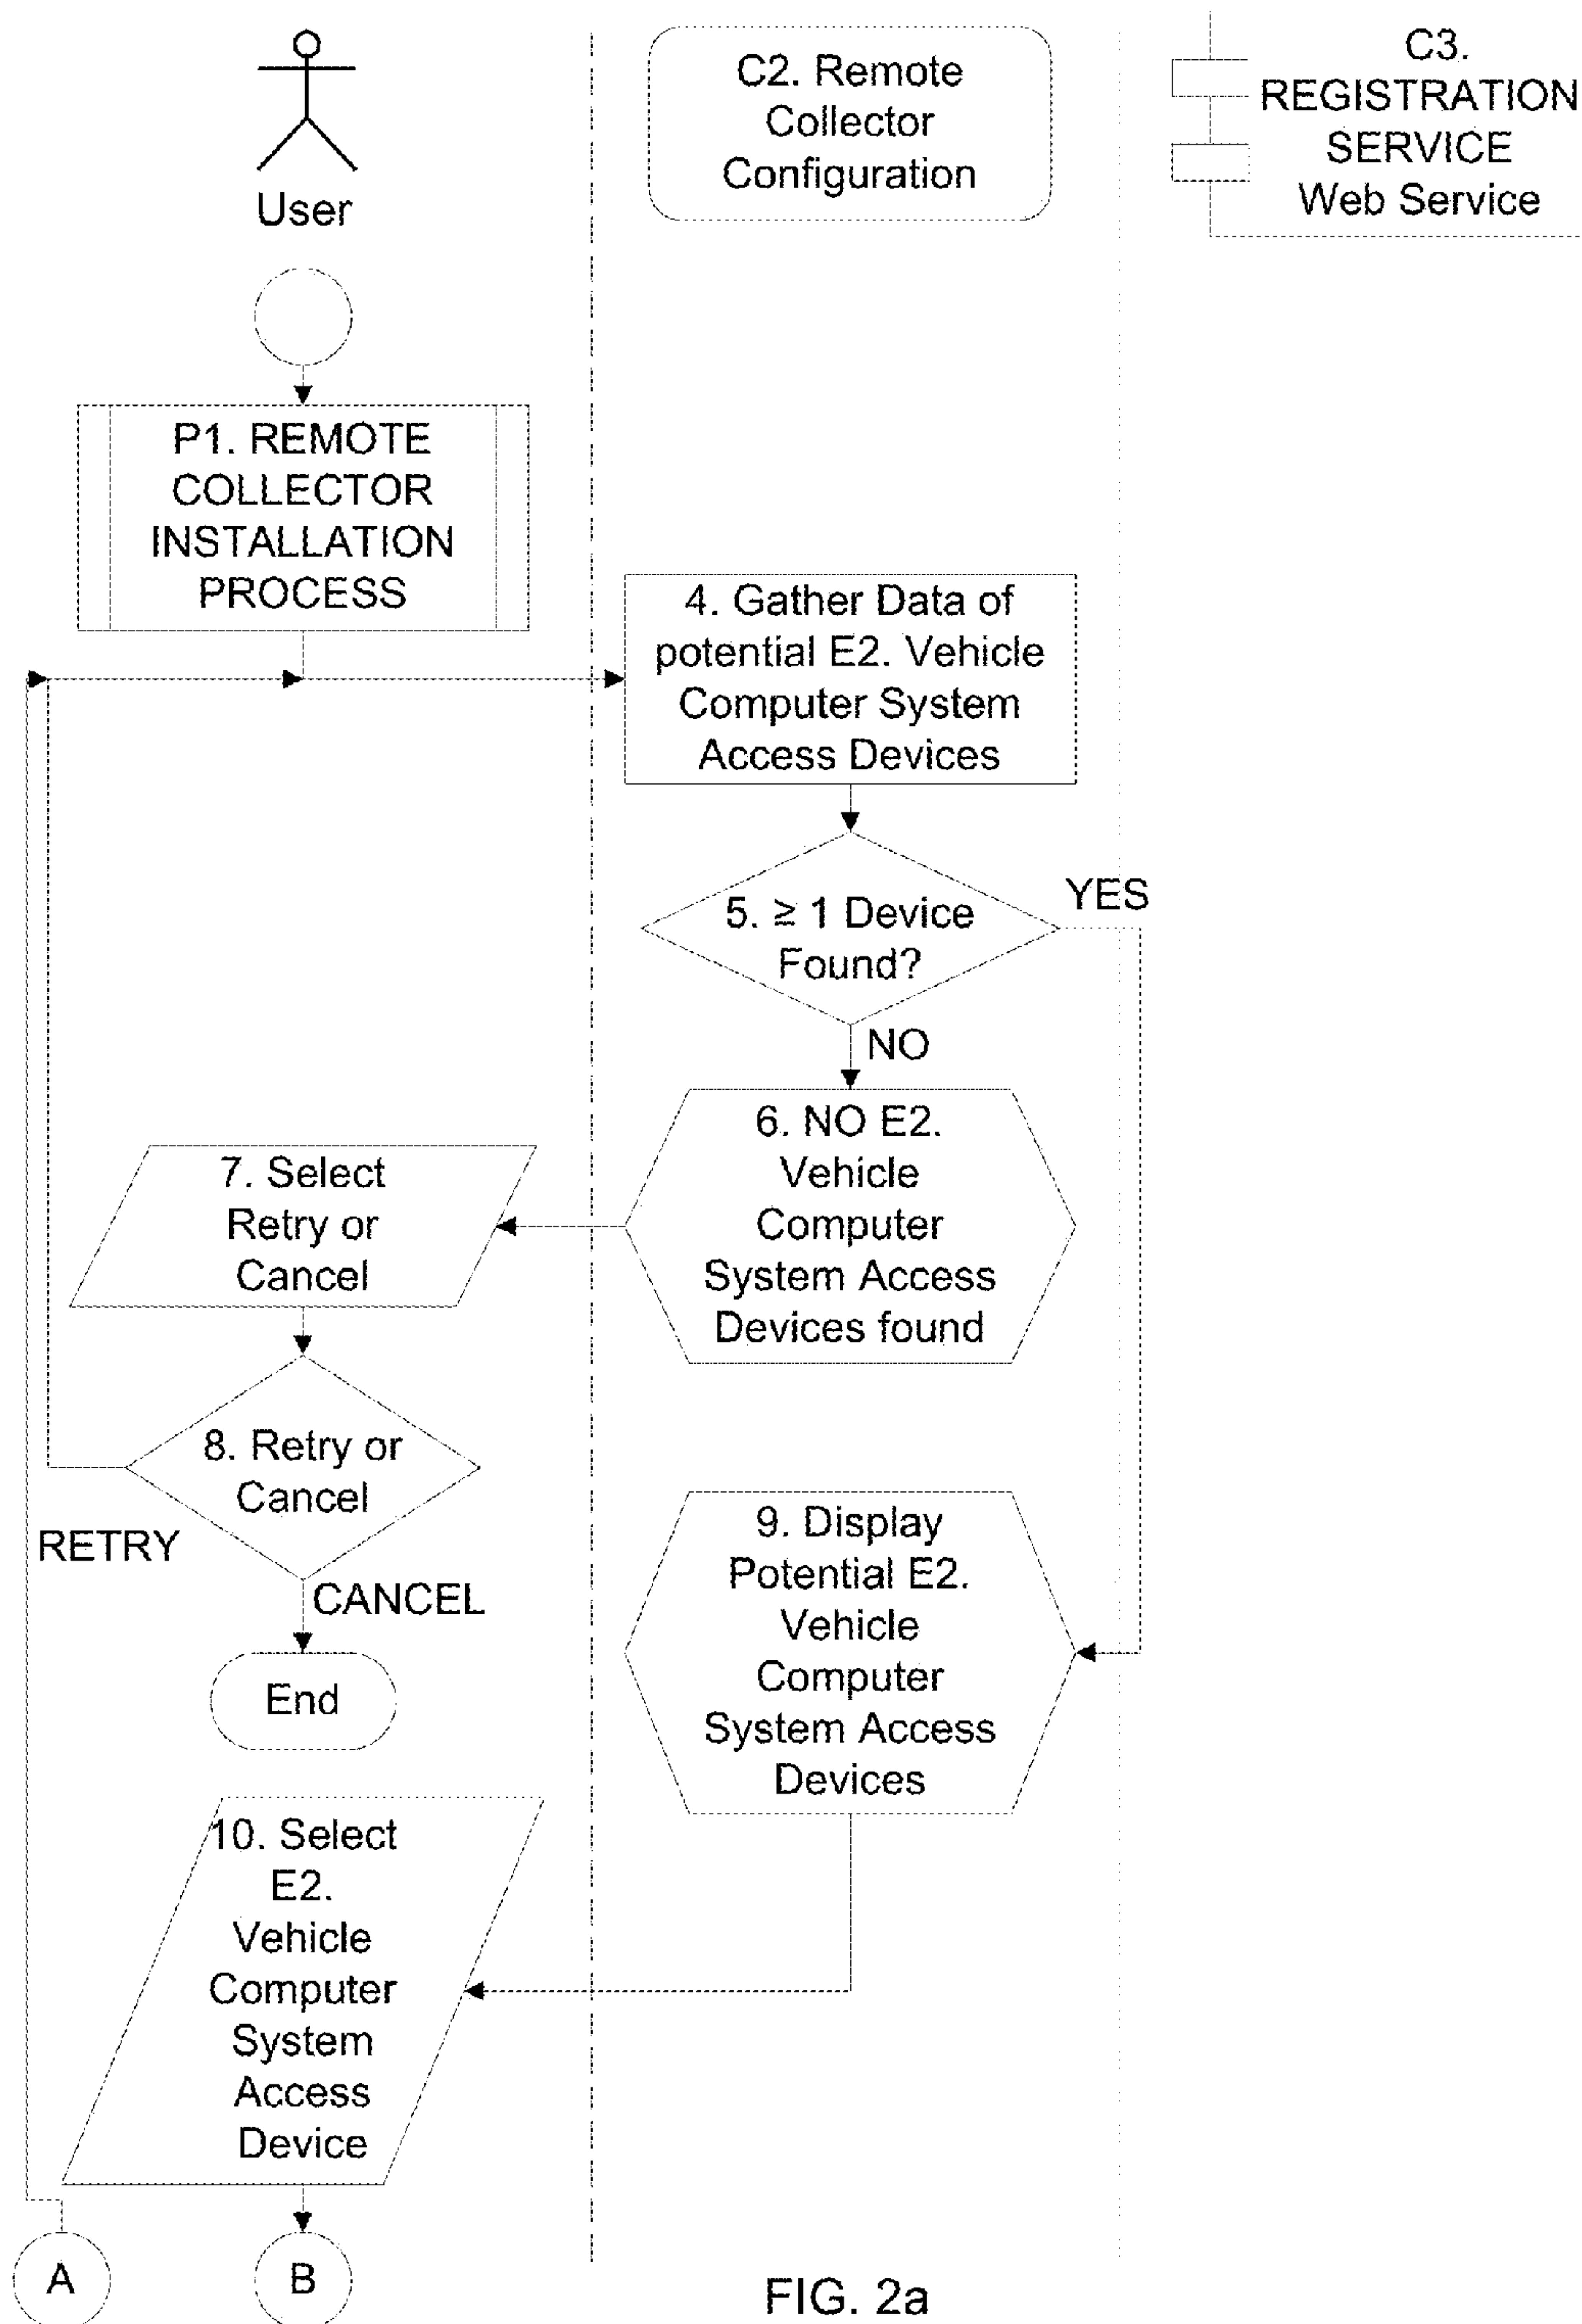 User
C2. Remote
Collector
Configuration
C3.
REGISTRATION
SERVICE
Web Service
P1. REMOTE
COLLECTOR
INSTALLATION
PROCESS
4. Gather Data of
potential E2. Vehicle
Computer System
Access Devices
5. ≥ 1 Device
Found?
YES
NO
6. NO E2.
Vehicle
Computer
System Access
Devices found
7. Select
Retry or
Cancel
8. Retry or
Cancel
RETRY
CANCEL
End
9. Display
Potential E2.
Vehicle
Computer
System Access
Devices
10. Select
E2.
Vehicle
Computer
System
Access
Device
A
B
FIG. 2a